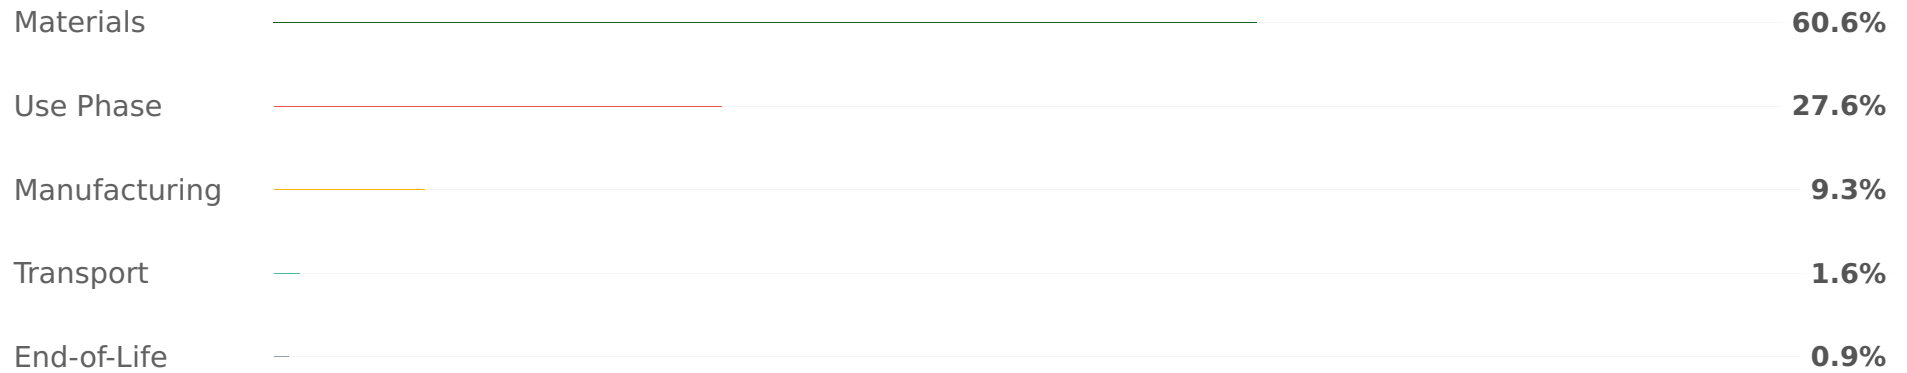 Materials 60.6%
Use Phase 27.6%
Manufacturing 9.3%
Transport 1.6%
End-of-Life 0.9%